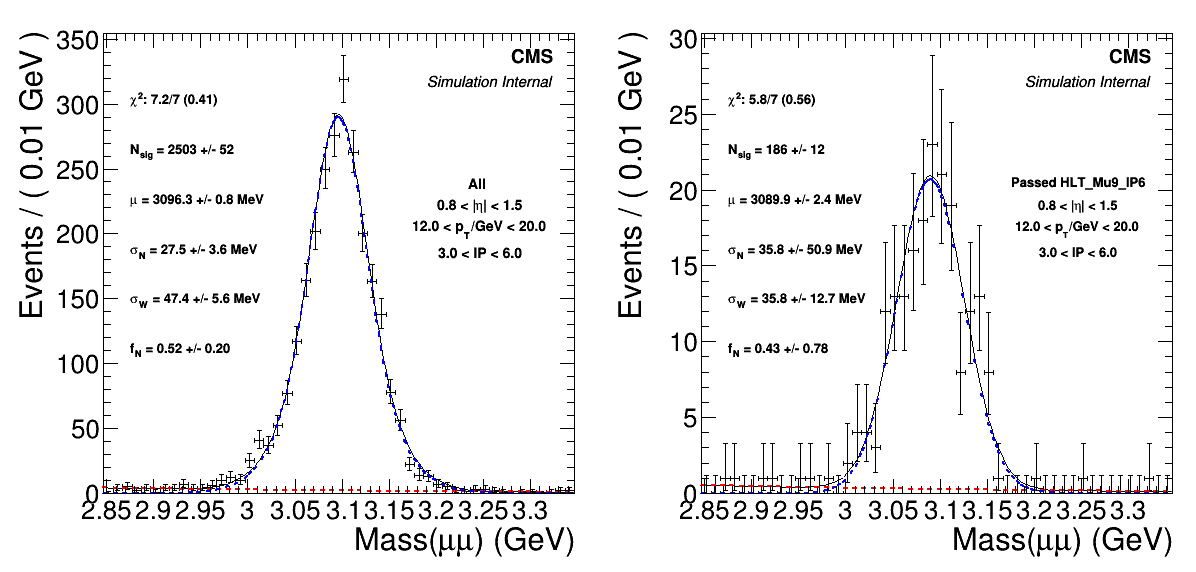 CMS
Simulation Internal
χ²: 7.2/7 (0.41)
N_sig = 2503 +/- 52
μ = 3096.3 +/- 0.8 MeV
σ_N = 27.5 +/- 3.6 MeV
σ_W = 47.4 +/- 5.6 MeV
f_N = 0.52 +/- 0.20
All
0.8 < |η| < 1.5
12.0 < p_T/GeV < 20.0
3.0 < IP < 6.0
Events / ( 0.01 GeV )
350
300
250
200
150
100
50
0
2.85 2.9 2.95 3 3.05 3.1 3.15 3.2 3.25 3.3
Mass(μμ) (GeV)
CMS
Simulation Internal
χ²: 5.8/7 (0.56)
N_sig = 186 +/- 12
μ = 3089.9 +/- 2.4 MeV
σ_N = 35.8 +/- 50.9 MeV
σ_W = 35.8 +/- 12.7 MeV
f_N = 0.43 +/- 0.78
Passed HLT_Mu9_IP6
0.8 < |η| < 1.5
12.0 < p_T/GeV < 20.0
3.0 < IP < 6.0
Events / ( 0.01 GeV )
30
25
20
15
10
5
0
2.85 2.9 2.95 3 3.05 3.1 3.15 3.2 3.25 3.3
Mass(μμ) (GeV)